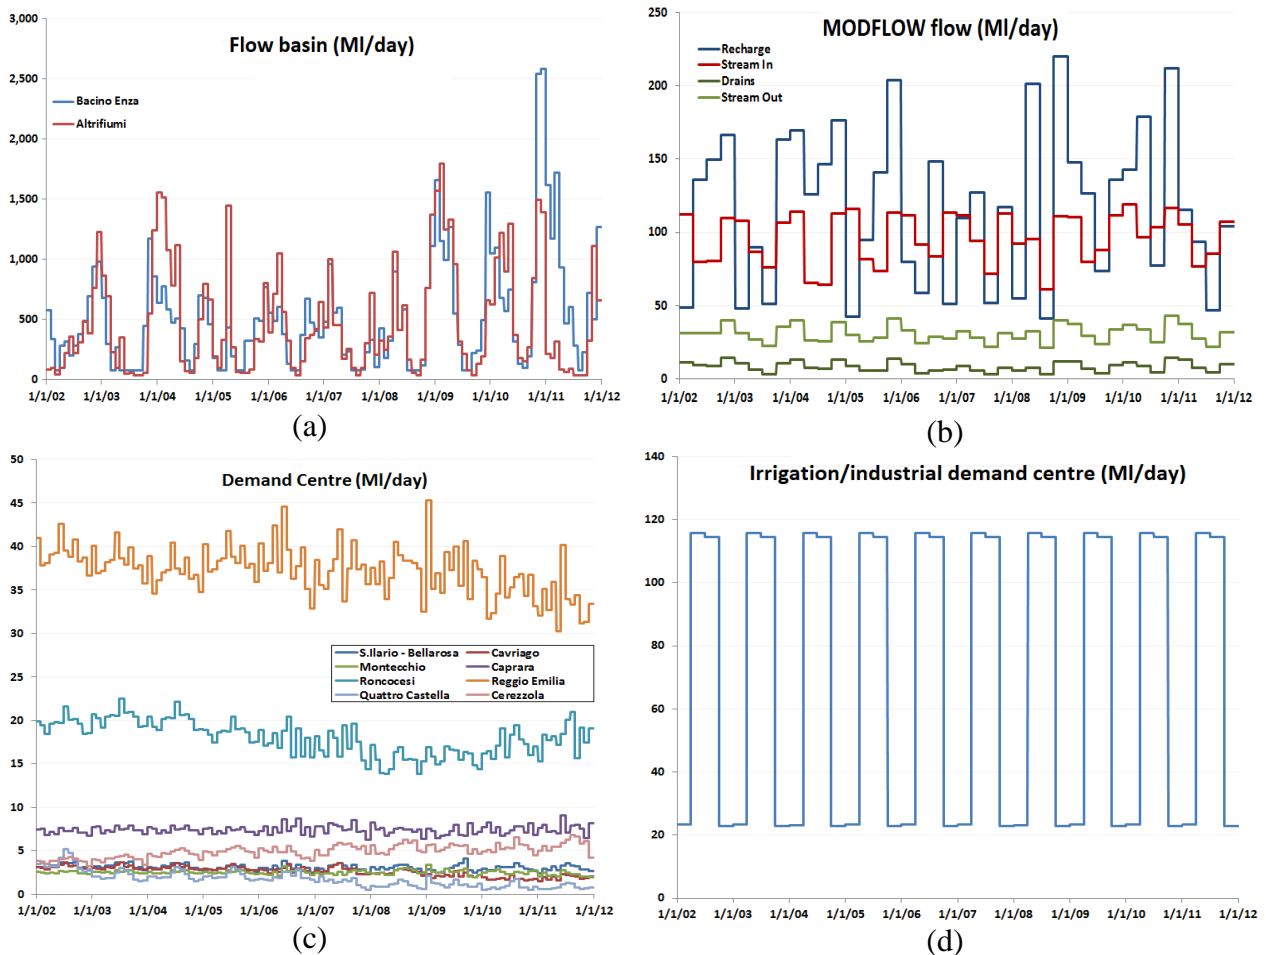 Flow basin (Ml/day)
3,000
2,500
2,000
1,500
1,000
500
0
Bacino Enza
Altrifiumi
1/1/02 1/1/03 1/1/04 1/1/05 1/1/06 1/1/07 1/1/08 1/1/09 1/1/10 1/1/11 1/1/12
(a)
MODFLOW flow (Ml/day)
250
200
150
100
50
0
Recharge
Stream In
Drains
Stream Out
1/1/02 1/1/03 1/1/04 1/1/05 1/1/06 1/1/07 1/1/08 1/1/09 1/1/10 1/1/11 1/1/12
(b)
Demand Centre (Ml/day)
50
45
40
35
30
25
20
15
10
5
0
S.Ilario - Bellarosa Cavriago
Montecchio Caprara
Roncocesi Reggio Emilia
Quattro Castella Cerezzola
1/1/02 1/1/03 1/1/04 1/1/05 1/1/06 1/1/07 1/1/08 1/1/09 1/1/10 1/1/11 1/1/12
(c)
Irrigation/industrial demand centre (Ml/day)
140
120
100
80
60
40
20
0
1/1/02 1/1/03 1/1/04 1/1/05 1/1/06 1/1/07 1/1/08 1/1/09 1/1/10 1/1/11 1/1/12
(d)